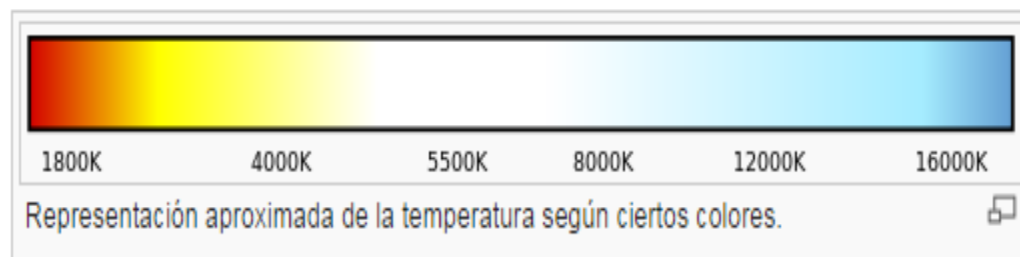 1800K 4000K 5500K 8000K 12000K 16000K
Representación aproximada de la temperatura según ciertos colores.